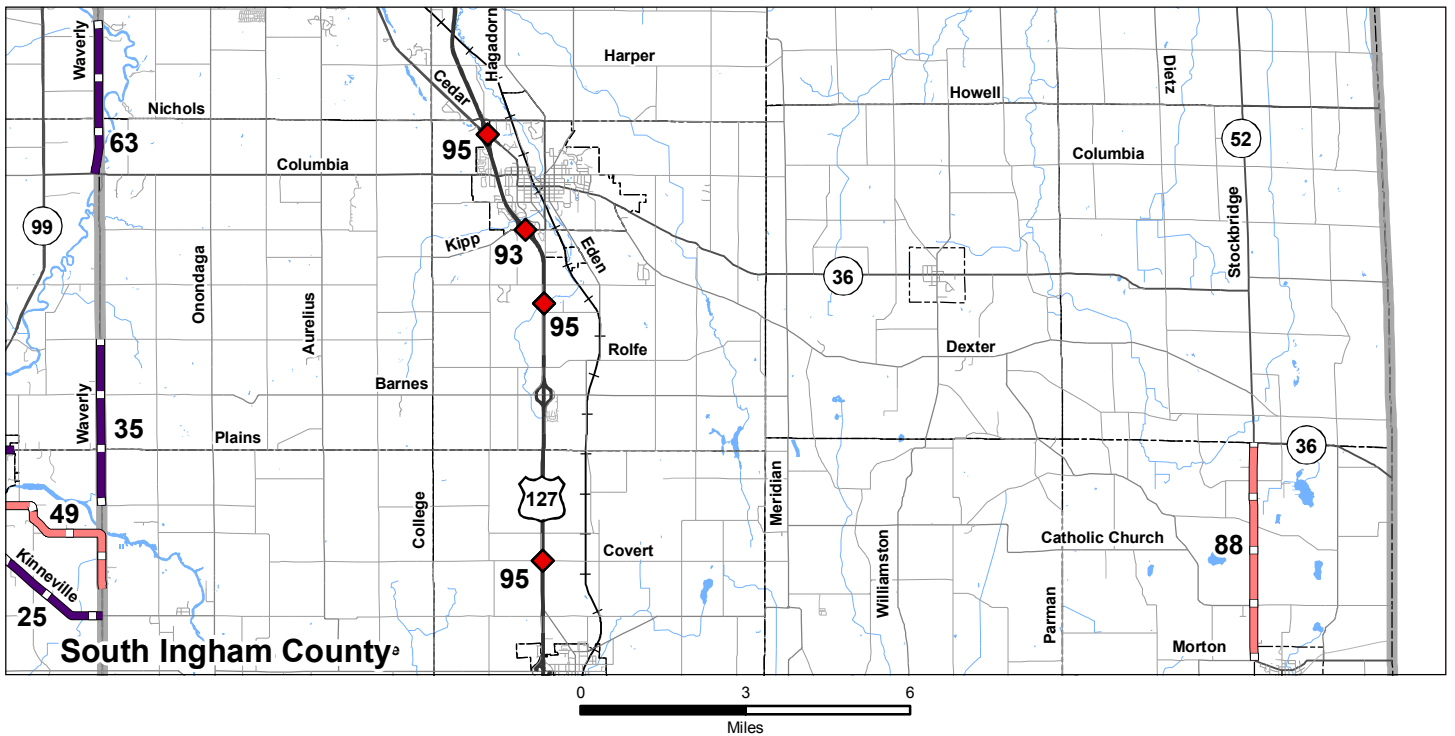 Waverly
Hagadorn
Harper
Dietz
Cedar
Howell
Nichols
63
95
52
Columbia
Columbia
99
Kipp
93
Eden
Onondaga
36
Stockbridge
Aurelius
95
Rolfe
Dexter
Barnes
Waverly
35
Plains
36
127
Meridian
College
49
Covert
Catholic Church
88
Kinneville
95
Williamston
Parman
25
Morton
South Ingham County
0 3 6
Miles